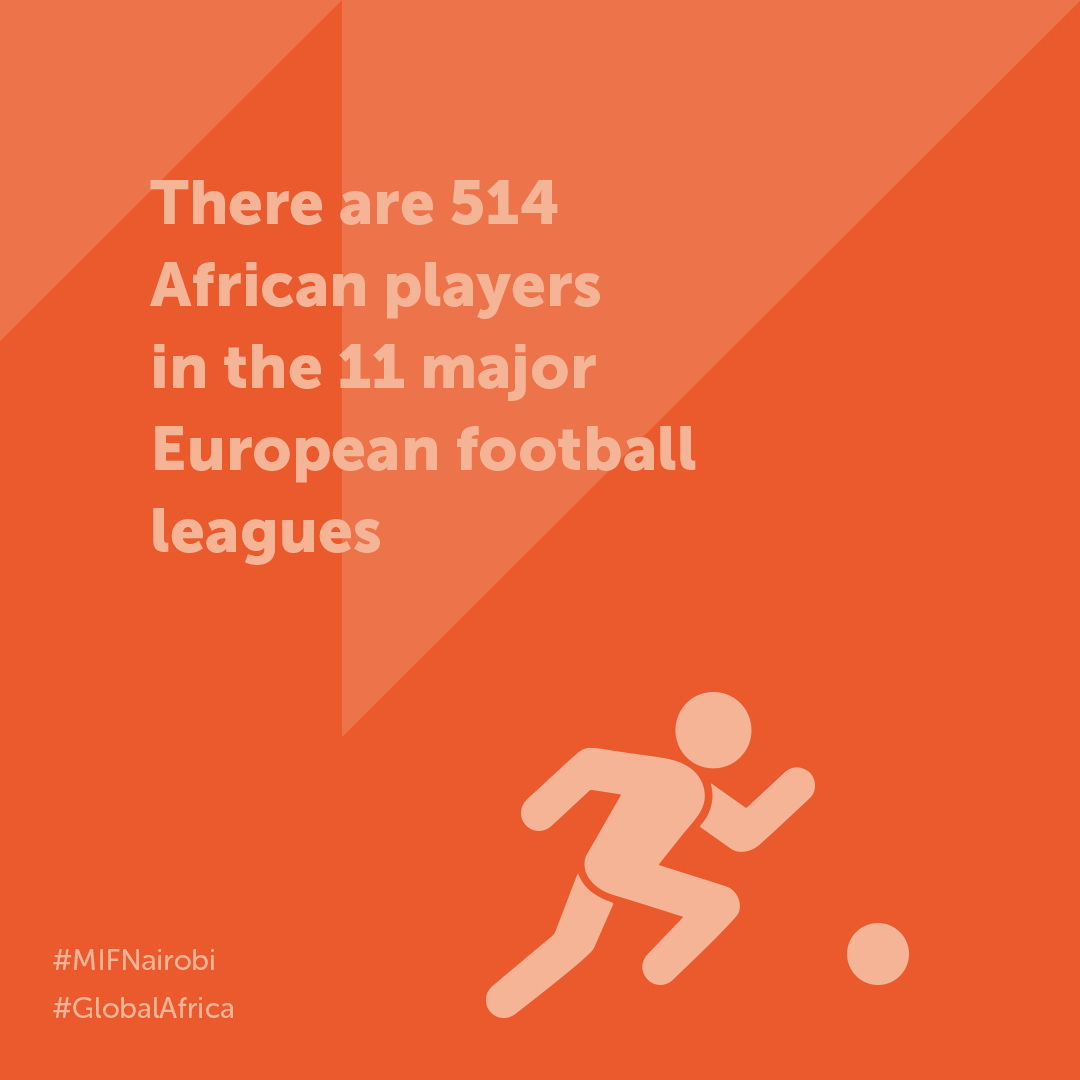 There are 514
African players
in the 11 major
European football
leagues
#MIFNairobi
#GlobalAfrica